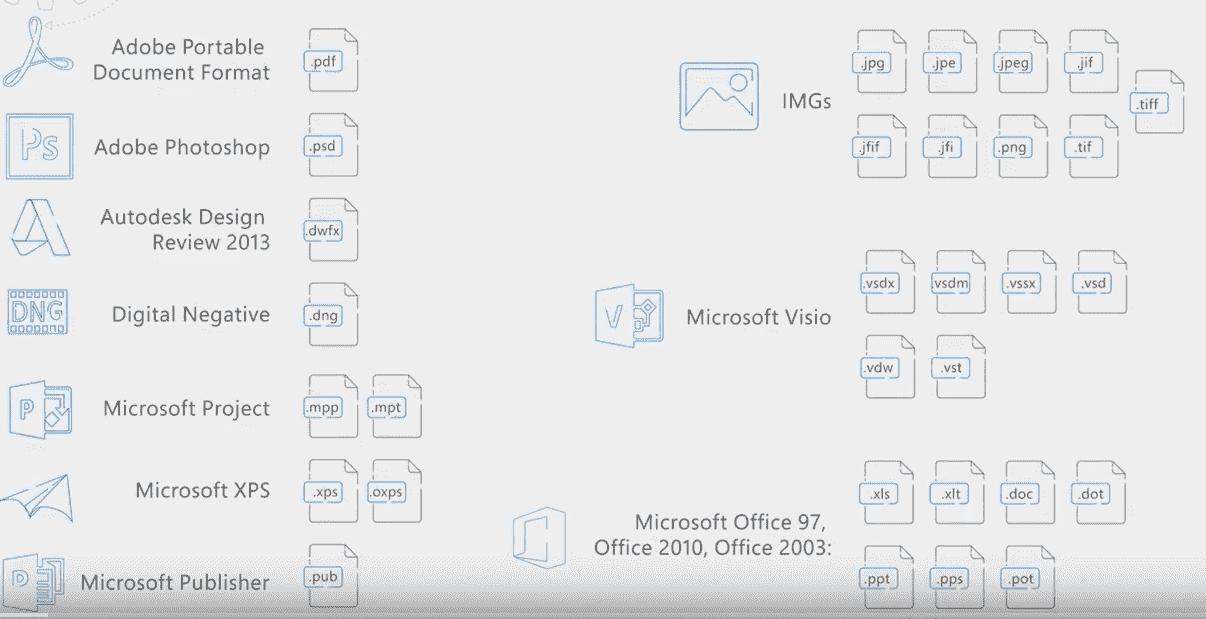 Adobe Portable
Document Format
.pdf
Ps
Adobe Photoshop
.psd
Autodesk Design
Review 2013
.dwfx
DNG
Digital Negative
.dng
P
Microsoft Project
.mpp .mpt
Microsoft XPS
.xps .oxps
P
Microsoft Publisher
.pub
IMGs
.jpg .jpe .jpeg .jif
.tiff
.jfif .jfi .png .tif
V
Microsoft Visio
.vsdx .vsdm .vssx .vsd
.vdw .vst
Microsoft Office 97,
Office 2010, Office 2003:
.xls .xlt .doc .dot
.ppt .pps .pot